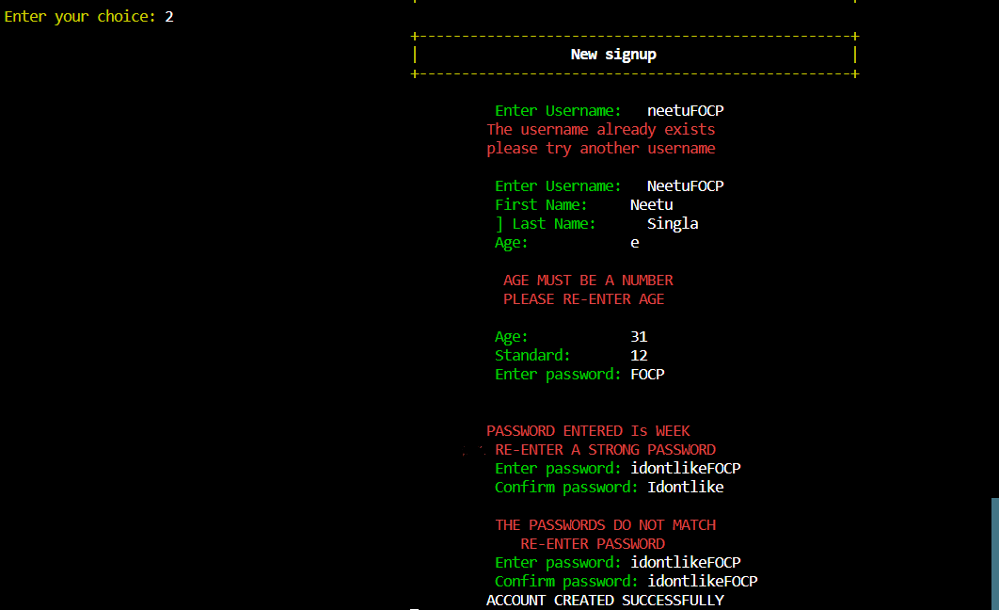 Enter your choice: 2
New signup
Enter Username: neetuFOCP
The username already exists
please try another username
Enter Username: NeetuFOCP
First Name: Neetu
] Last Name: Singla
Age: e
AGE MUST BE A NUMBER
PLEASE RE-ENTER AGE
Age: 31
Standard: 12
Enter password: FOCP
PASSWORD ENTERED Is WEEK
RE-ENTER A STRONG PASSWORD
Enter password: idontlikeFOCP
Confirm password: Idontlike
THE PASSWORDS DO NOT MATCH
RE-ENTER PASSWORD
Enter password: idontlikeFOCP
Confirm password: idontlikeFOCP
ACCOUNT CREATED SUCCESSFULLY